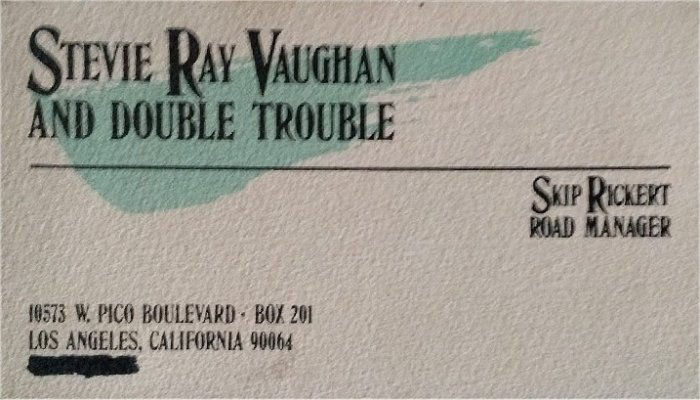 STEVIE RAY VAUGHAN
AND DOUBLE TROUBLE
SKIP RICKERT
ROAD MANAGER
10573 W. PICO BOULEVARD · BOX 201
LOS ANGELES, CALIFORNIA 90064